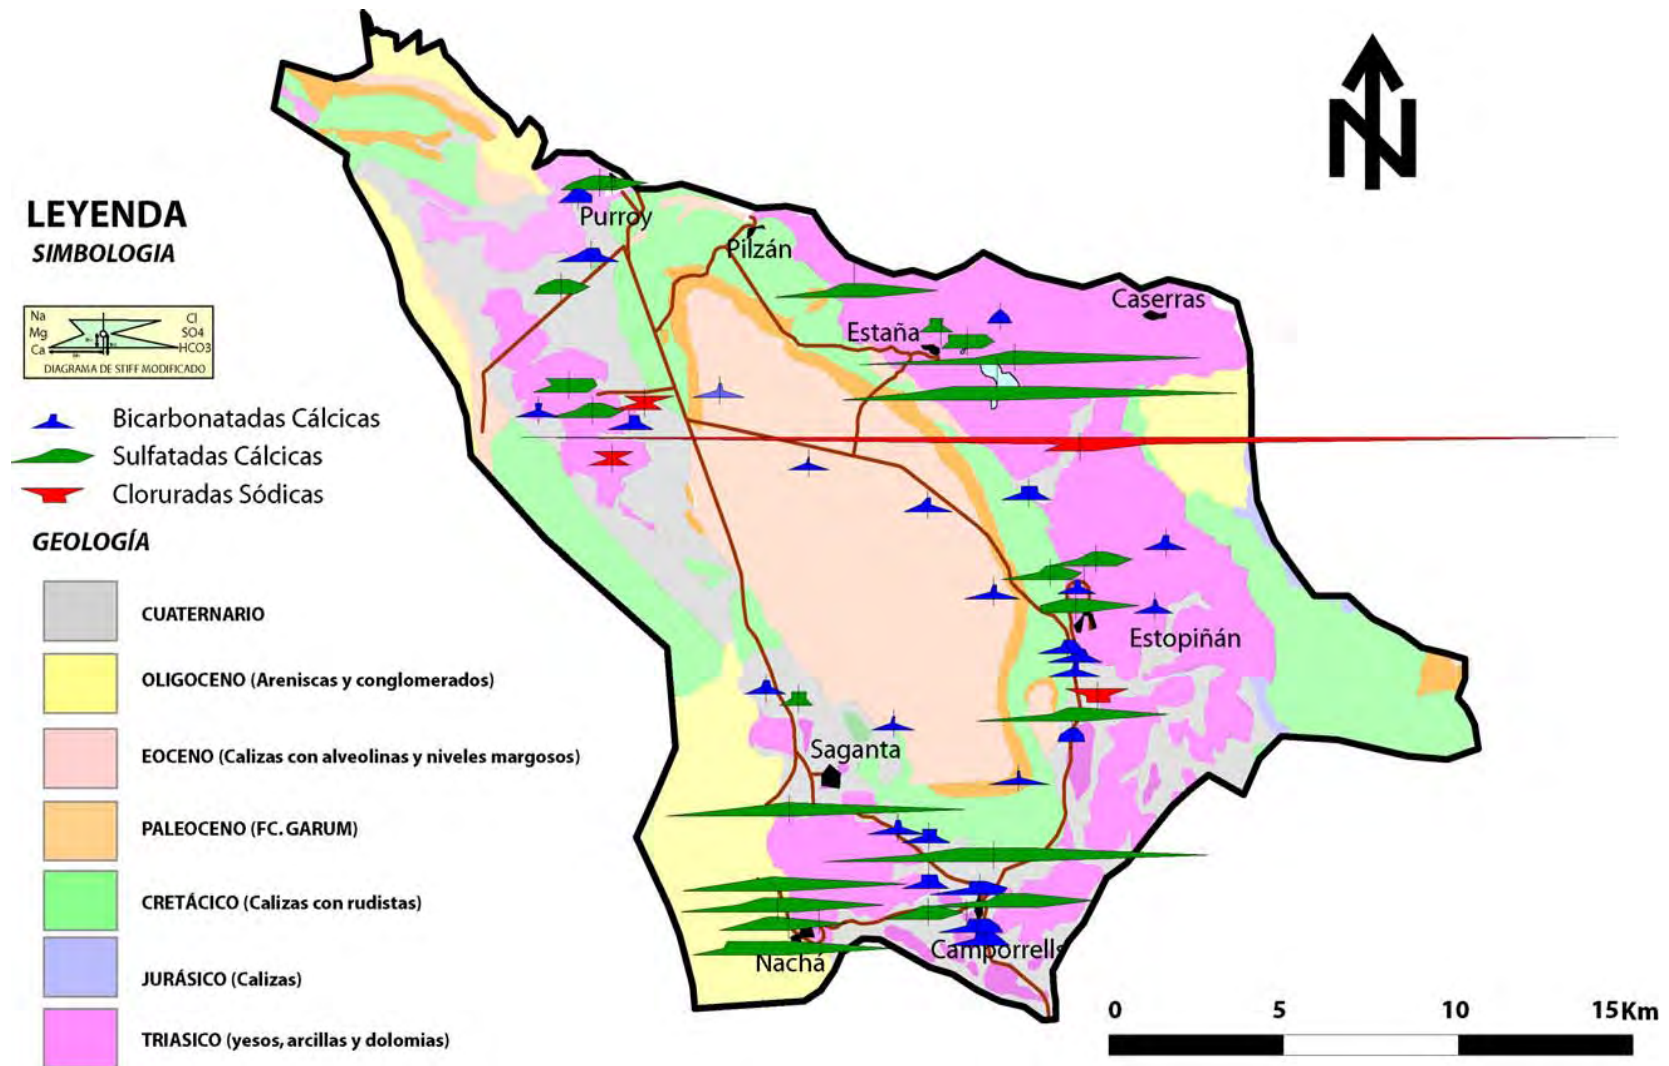 LEYENDA
SIMBOLOGIA
Na Cl
Mg SO4
Ca HCO3
DIAGRAMA DE STIFF MODIFICADO
Bicarbonatadas Cálcicas
Sulfatadas Cálcicas
Cloruradas Sódicas
GEOLOGÍA
CUATERNARIO
OLIGOCENO (Areniscas y conglomerados)
EOCENO (Calizas con alveolinas y niveles margosos)
PALEOCENO (FC. GARUM)
CRETÁCICO (Calizas con rudistas)
JURÁSICO (Calizas)
TRIASICO (yesos, arcillas y dolomias)
N
Purroy
Pilzán
Caserras
Estaña
Estopiñán
Saganta
Camporrells
Nachá
0 5 10 15Km